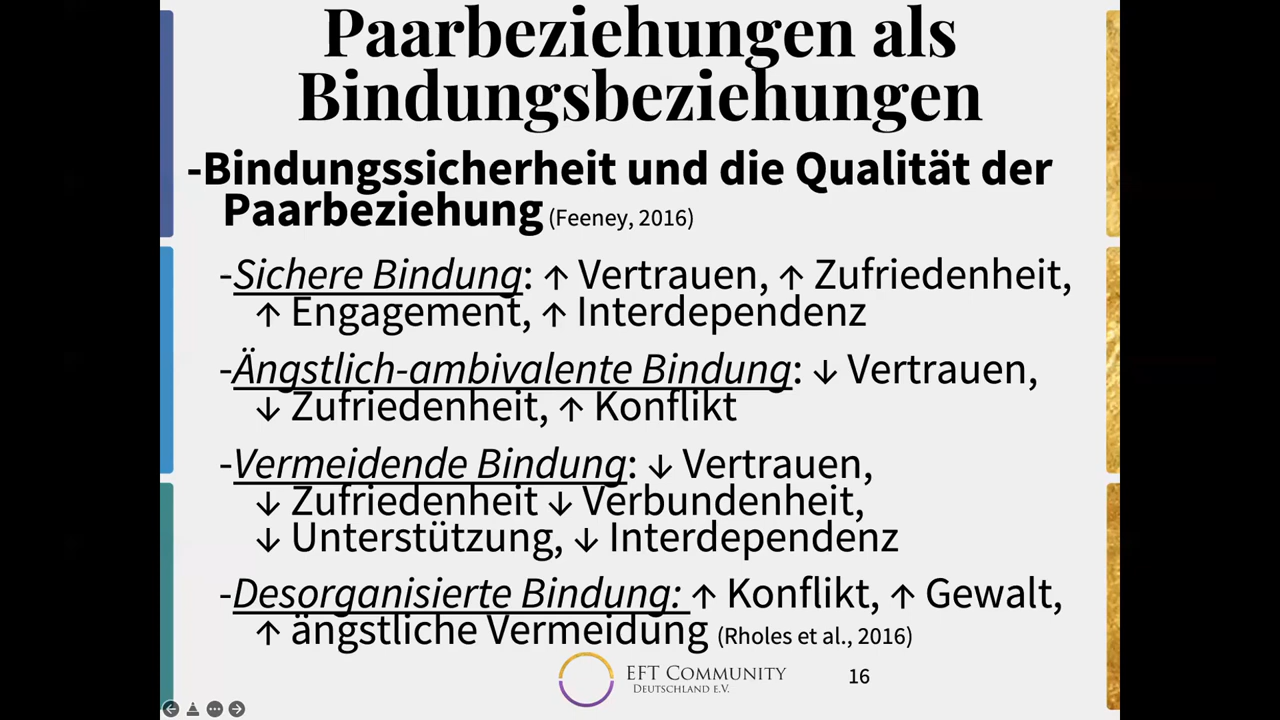 Paarbeziehungen als
Bindungsbeziehungen
-Bindungssicherheit und die Qualität der
Paarbeziehung (Feeney, 2016)
-Sichere Bindung: ↑ Vertrauen, ↑ Zufriedenheit,
↑ Engagement, ↑ Interdependenz
-Ängstlich-ambivalente Bindung: ↓ Vertrauen,
↓ Zufriedenheit, ↑ Konflikt
-Vermeidende Bindung: ↓ Vertrauen,
↓ Zufriedenheit ↓ Verbundenheit,
↓ Unterstützung, ↓ Interdependenz
-Desorganisierte Bindung: ↑ Konflikt, ↑ Gewalt,
↑ ängstliche Vermeidung (Rholes et al., 2016)
EFT Community
Deutschland e.V.
16